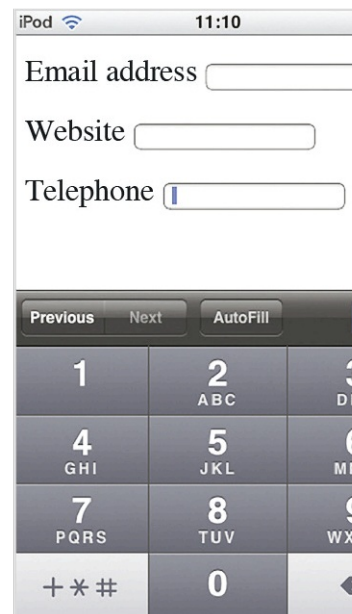 iPod 11:10
Email address
Website
Telephone
Previous Next AutoFill
1 2
ABC
4 5
GHI JKL
7 8
PQRS TUV
+*# 0